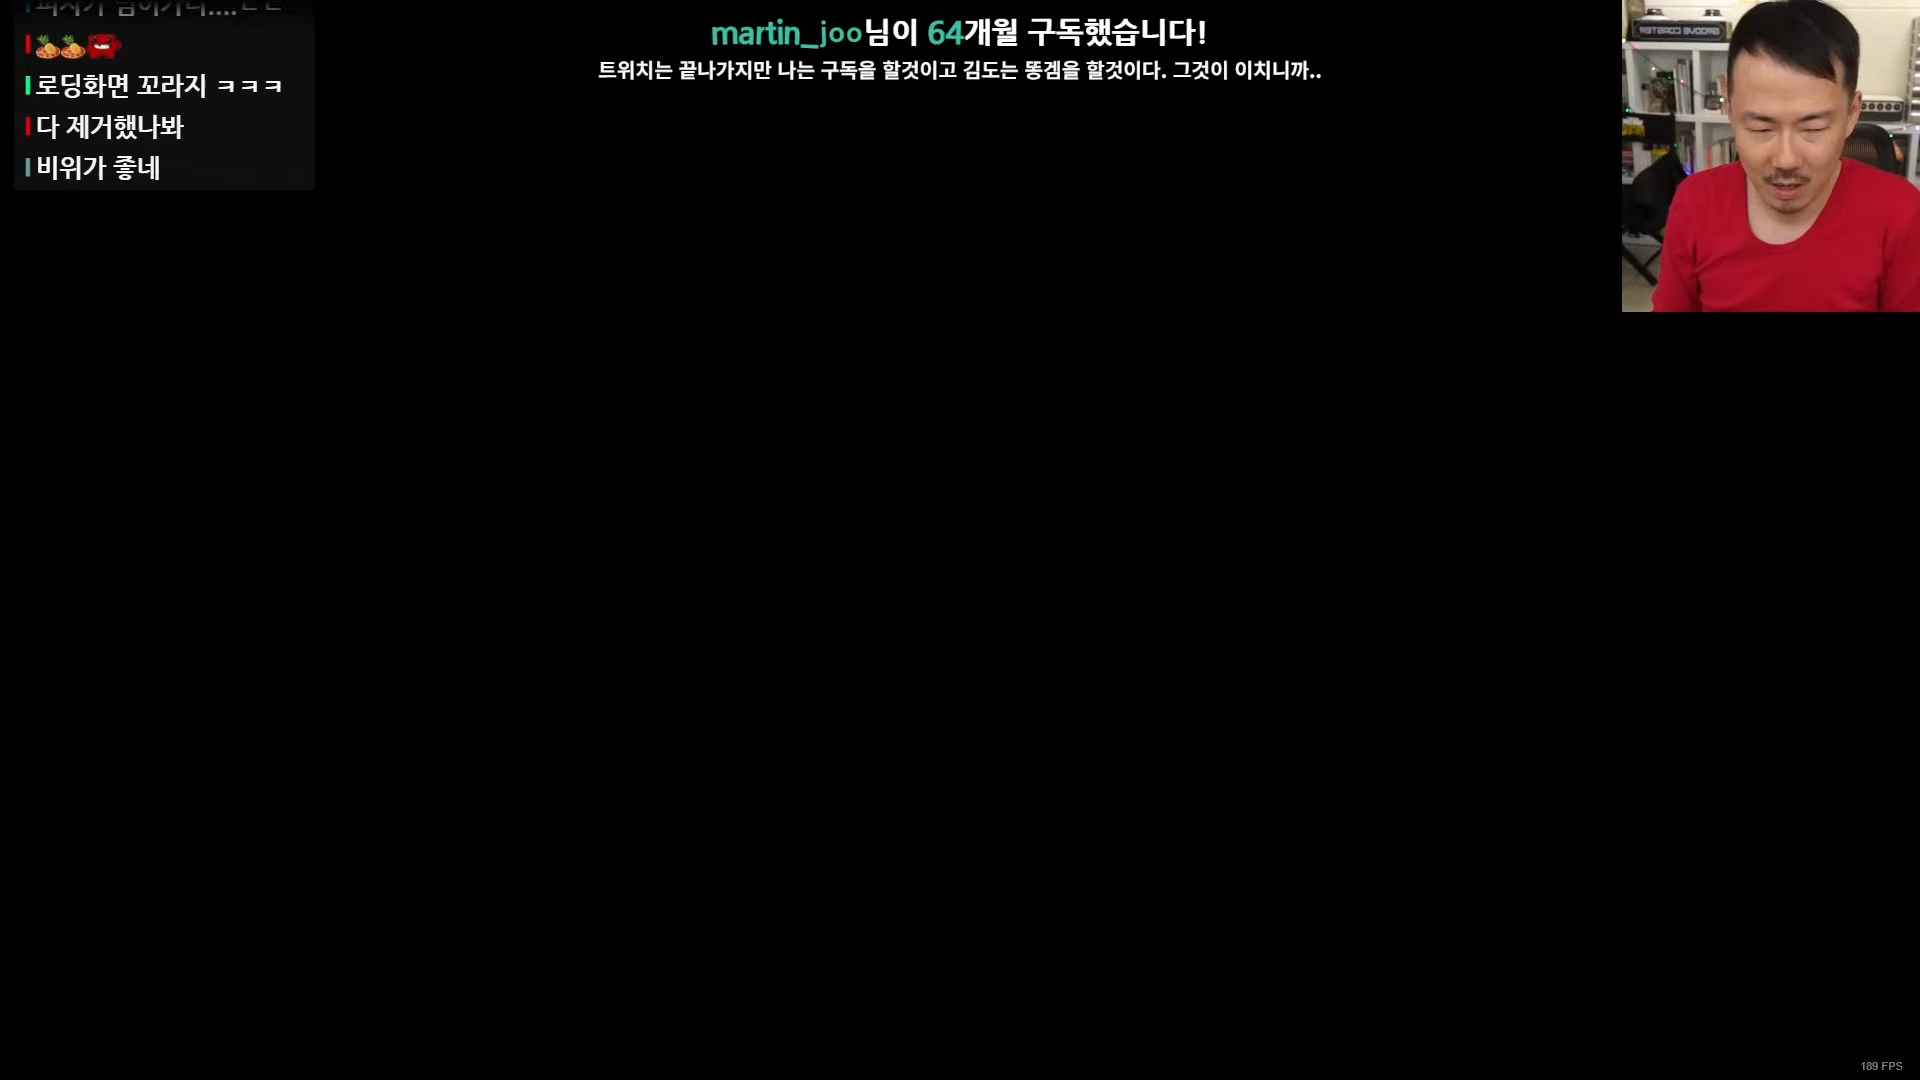 로딩화면 꼬라지 ㅋㅋㅋ
다 제거했나봐
비위가 좋네
martin_joo님이 64개월 구독했습니다!
트위치는 끝나가지만 나는 구독을 할것이고 김도는 똥겜을 할것이다. 그것이 이치니까..
189 FPS